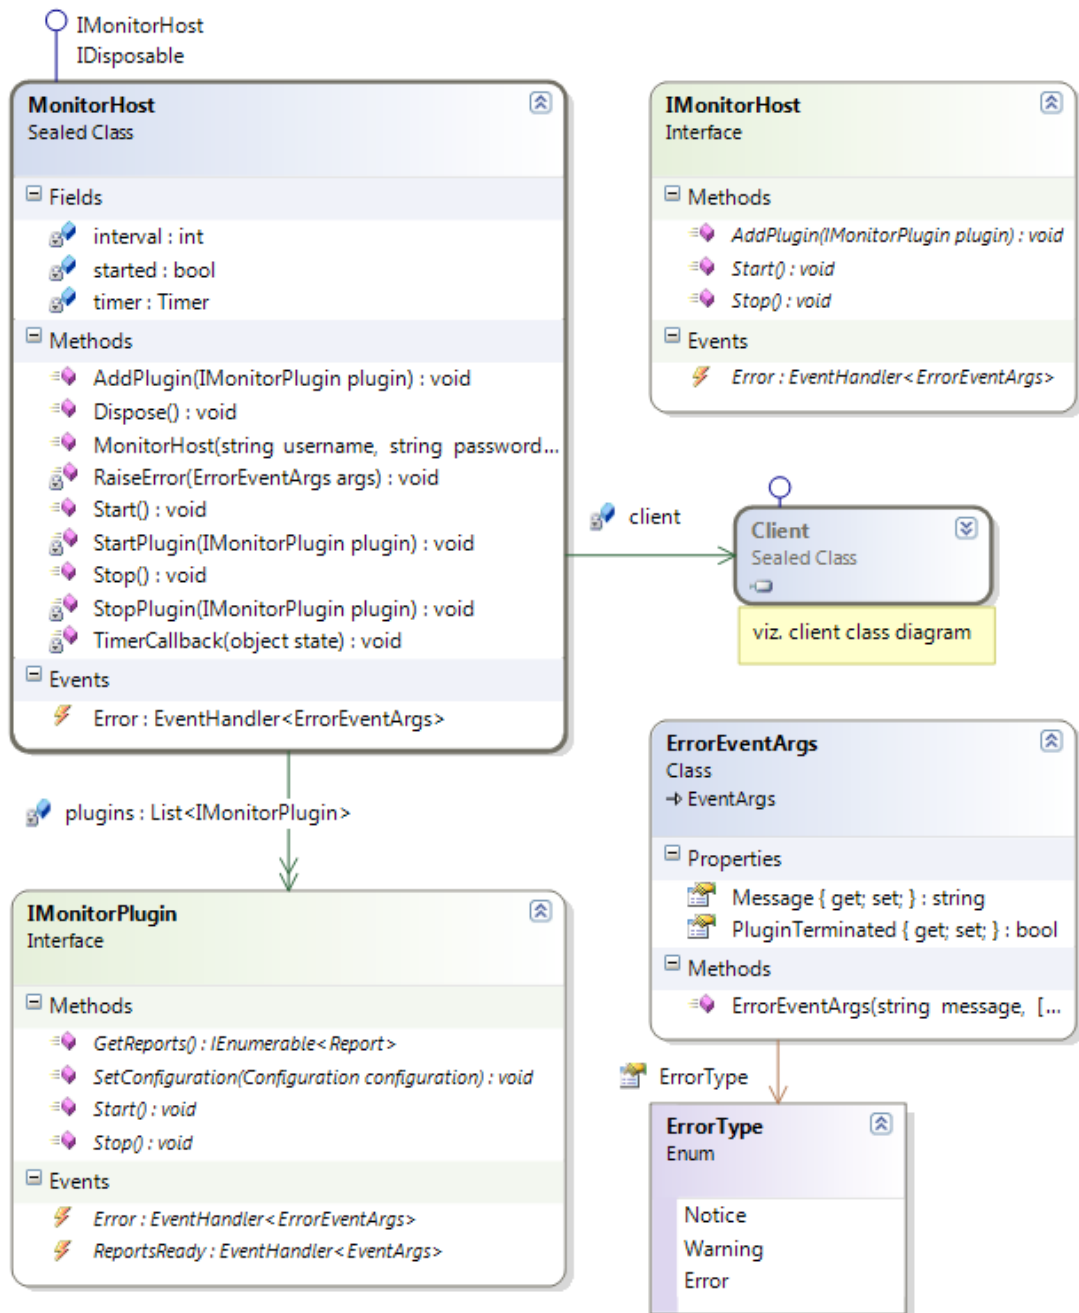 IMonitorHost
IDisposable
MonitorHost
Sealed Class
Fields
interval : int
started : bool
timer : Timer
Methods
AddPlugin(IMonitorPlugin plugin) : void
Dispose() : void
MonitorHost(string username, string password...
RaiseError(ErrorEventArgs args) : void
Start() : void
StartPlugin(IMonitorPlugin plugin) : void
Stop() : void
StopPlugin(IMonitorPlugin plugin) : void
TimerCallback(object state) : void
Events
Error : EventHandler<ErrorEventArgs>
plugins : List<IMonitorPlugin>
IMonitorPlugin
Interface
Methods
GetReports() : IEnumerable<Report>
SetConfiguration(Configuration configuration) : void
Start() : void
Stop() : void
Events
Error : EventHandler<ErrorEventArgs>
ReportsReady : EventHandler<EventArgs>
IMonitorHost
Interface
Methods
AddPlugin(IMonitorPlugin plugin) : void
Start() : void
Stop() : void
Events
Error : EventHandler<ErrorEventArgs>
client
Client
Sealed Class
viz. client class diagram
ErrorEventArgs
Class
EventArgs
Properties
Message { get; set; } : string
PluginTerminated { get; set; } : bool
Methods
ErrorEventArgs(string message, [...
ErrorType
ErrorType
Enum
Notice
Warning
Error